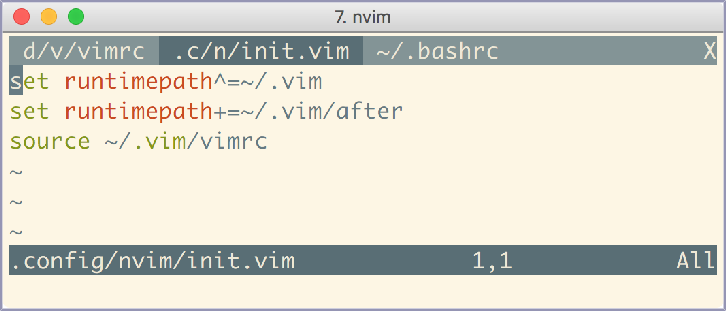 7. nvim
d/v/vimrc .c/n/init.vim ~/.bashrc X
set runtimepath^=~/.vim
set runtimepath+=~/.vim/after
source ~/.vim/vimrc
~
~
~
.config/nvim/init.vim 1,1 All